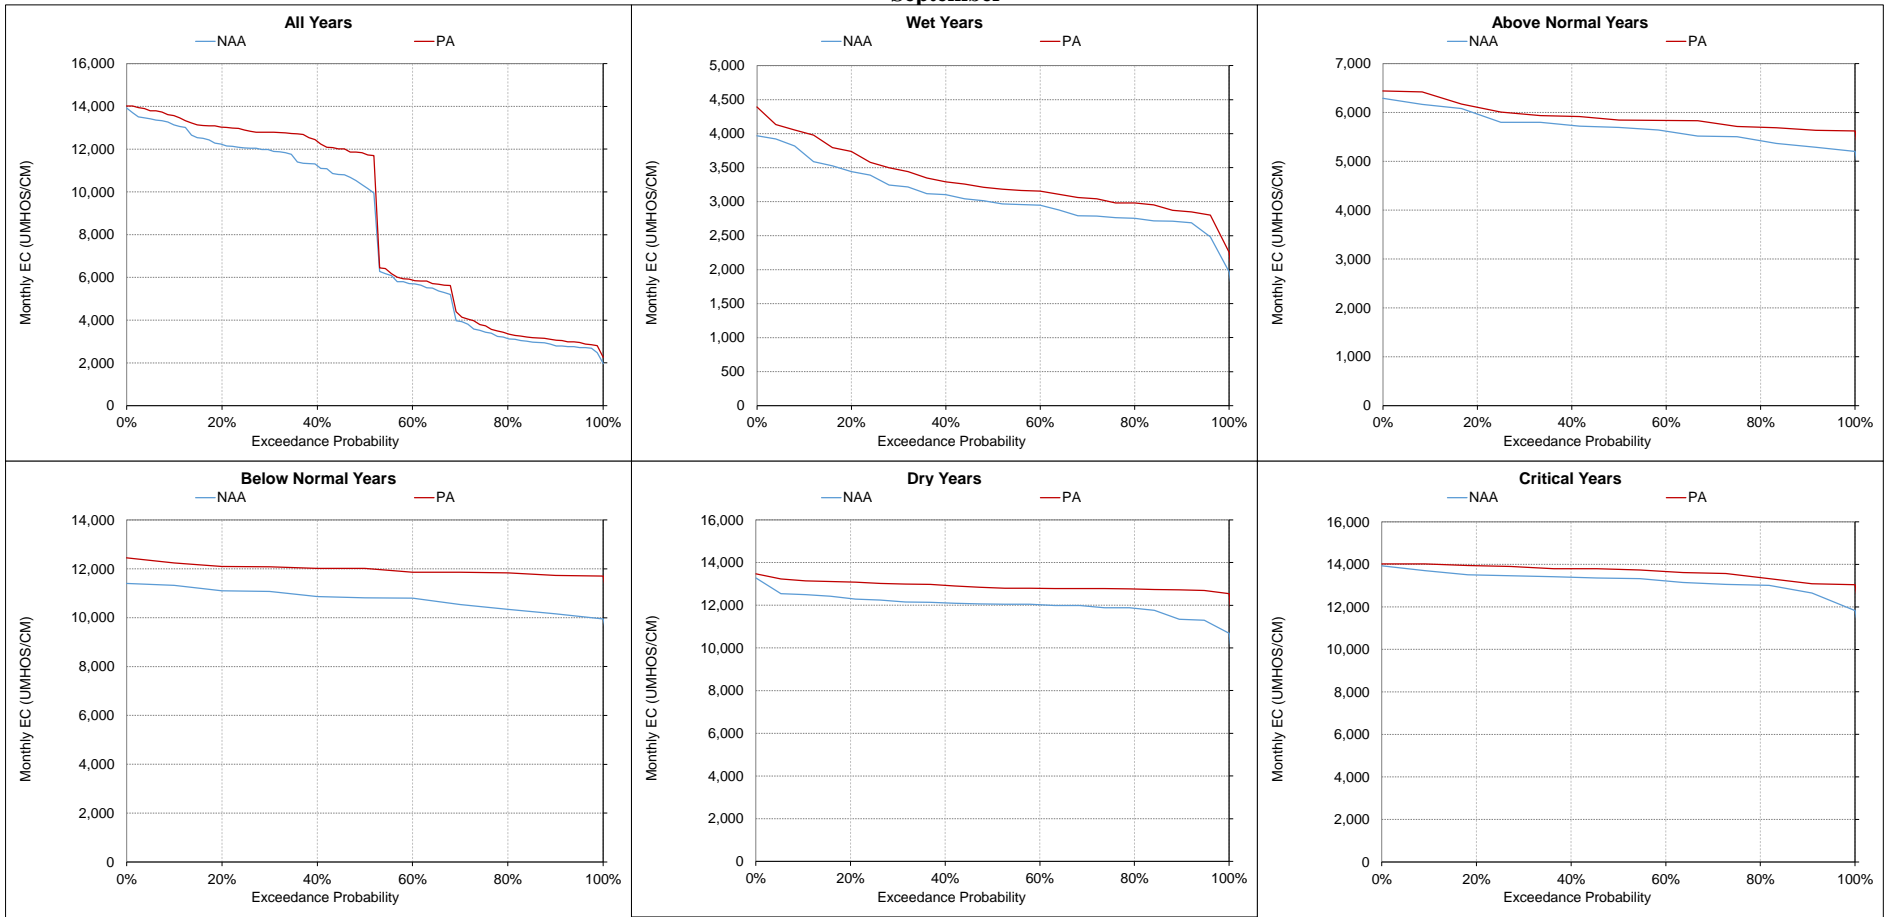 September
All Years
NAA PA
16,000
14,000
12,000
10,000
8,000
6,000
4,000
2,000
0
Monthly EC (UMHOS/CM)
0% 20% 40% 60% 80% 100%
Exceedance Probability
Wet Years
NAA PA
5,000
4,500
4,000
3,500
3,000
2,500
2,000
1,500
1,000
500
0
Monthly EC (UMHOS/CM)
0% 20% 40% 60% 80% 100%
Exceedance Probability
Above Normal Years
NAA PA
7,000
6,000
5,000
4,000
3,000
2,000
1,000
0
Monthly EC (UMHOS/CM)
0% 20% 40% 60% 80% 100%
Exceedance Probability
Below Normal Years
NAA PA
14,000
12,000
10,000
8,000
6,000
4,000
2,000
0
Monthly EC (UMHOS/CM)
0% 20% 40% 60% 80% 100%
Exceedance Probability
Dry Years
NAA PA
16,000
14,000
12,000
10,000
8,000
6,000
4,000
2,000
0
Monthly EC (UMHOS/CM)
0% 20% 40% 60% 80% 100%
Exceedance Probability
Critical Years
NAA PA
16,000
14,000
12,000
10,000
8,000
6,000
4,000
2,000
0
Monthly EC (UMHOS/CM)
0% 20% 40% 60% 80% 100%
Exceedance Probability